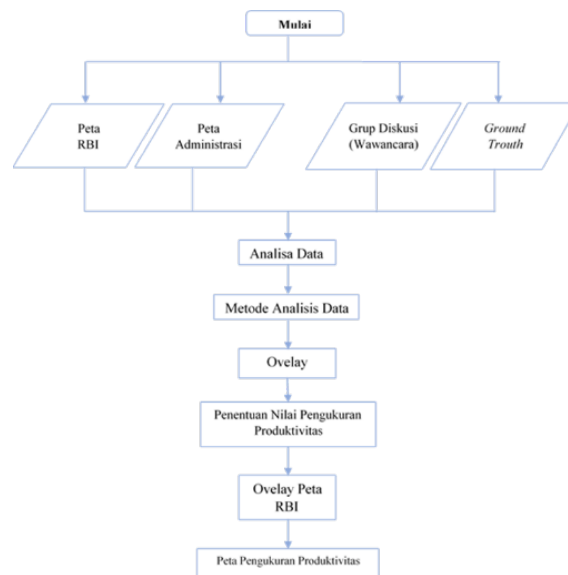 Mulai
Peta
RBI
Peta
Administrasi
Grup Diskusi
(Wawancara)
Ground
Trouth
Analisa Data
Metode Analisis Data
Ovelay
Penentuan Nilai Pengukuran
Produktivitas
Ovelay Peta
RBI
Peta Pengukuran Produktivitas